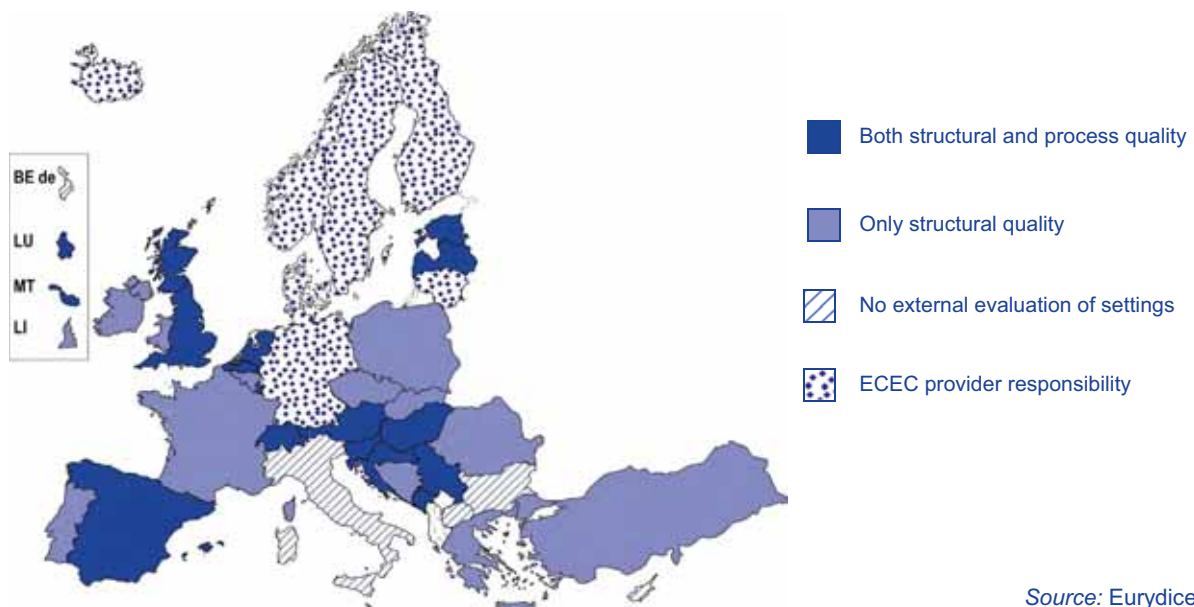 BE de
LU
MT
LI
Both structural and process quality
Only structural quality
No external evaluation of settings
ECEC provider responsibility
Source: Eurydice